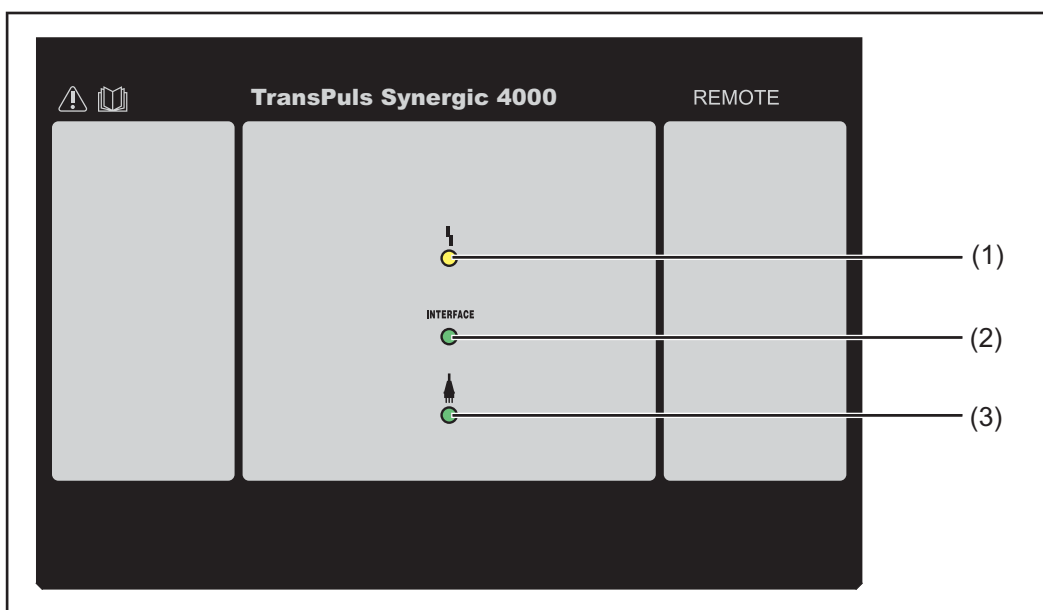 TransPuls Synergic 4000 REMOTE
(1)
INTERFACE
(2)
(3)